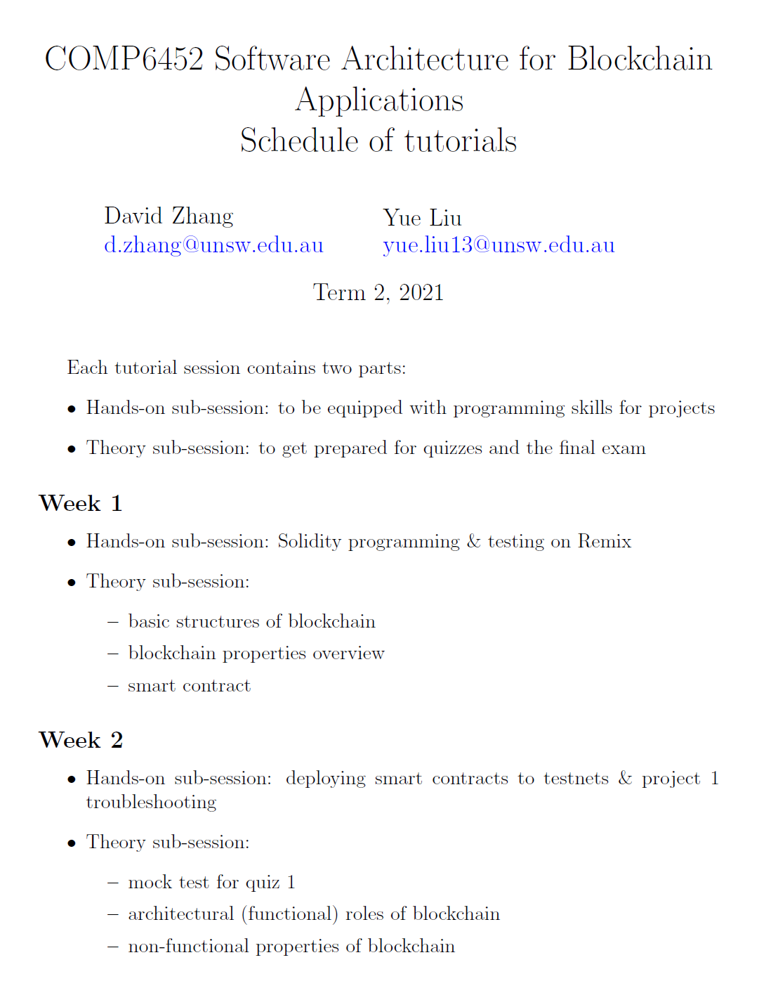 COMP6452 Software Architecture for Blockchain
Applications
Schedule of tutorials
David Zhang
d.zhang@unsw.edu.au
Yue Liu
yue.liu13@unsw.edu.au
Term 2, 2021
Each tutorial session contains two parts:
• Hands-on sub-session: to be equipped with programming skills for projects
• Theory sub-session: to get prepared for quizzes and the final exam
Week 1
• Hands-on sub-session: Solidity programming & testing on Remix
• Theory sub-session:
– basic structures of blockchain
– blockchain properties overview
– smart contract
Week 2
• Hands-on sub-session: deploying smart contracts to testnets & project 1
troubleshooting
• Theory sub-session:
– mock test for quiz 1
– architectural (functional) roles of blockchain
– non-functional properties of blockchain